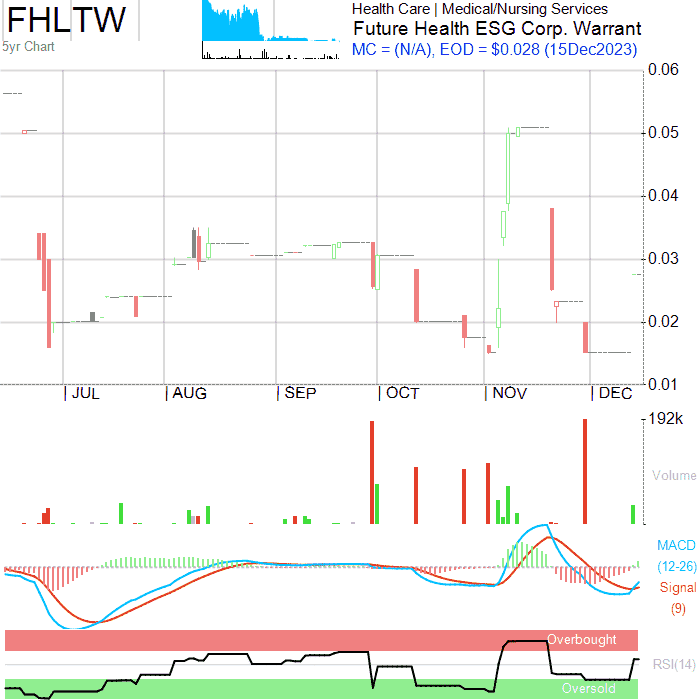 FHLTW
5yr Chart
Health Care | Medical/Nursing Services
Future Health ESG Corp. Warrant
MC = (N/A), EOD = $0.028 (15Dec2023)
0.06
0.05
0.04
0.03
0.02
0.01
JUL
AUG
SEP
OCT
NOV
DEC
192k
Volume
MACD
(12-26)
Signal
(9)
Overbought
RSI(14)
Oversold